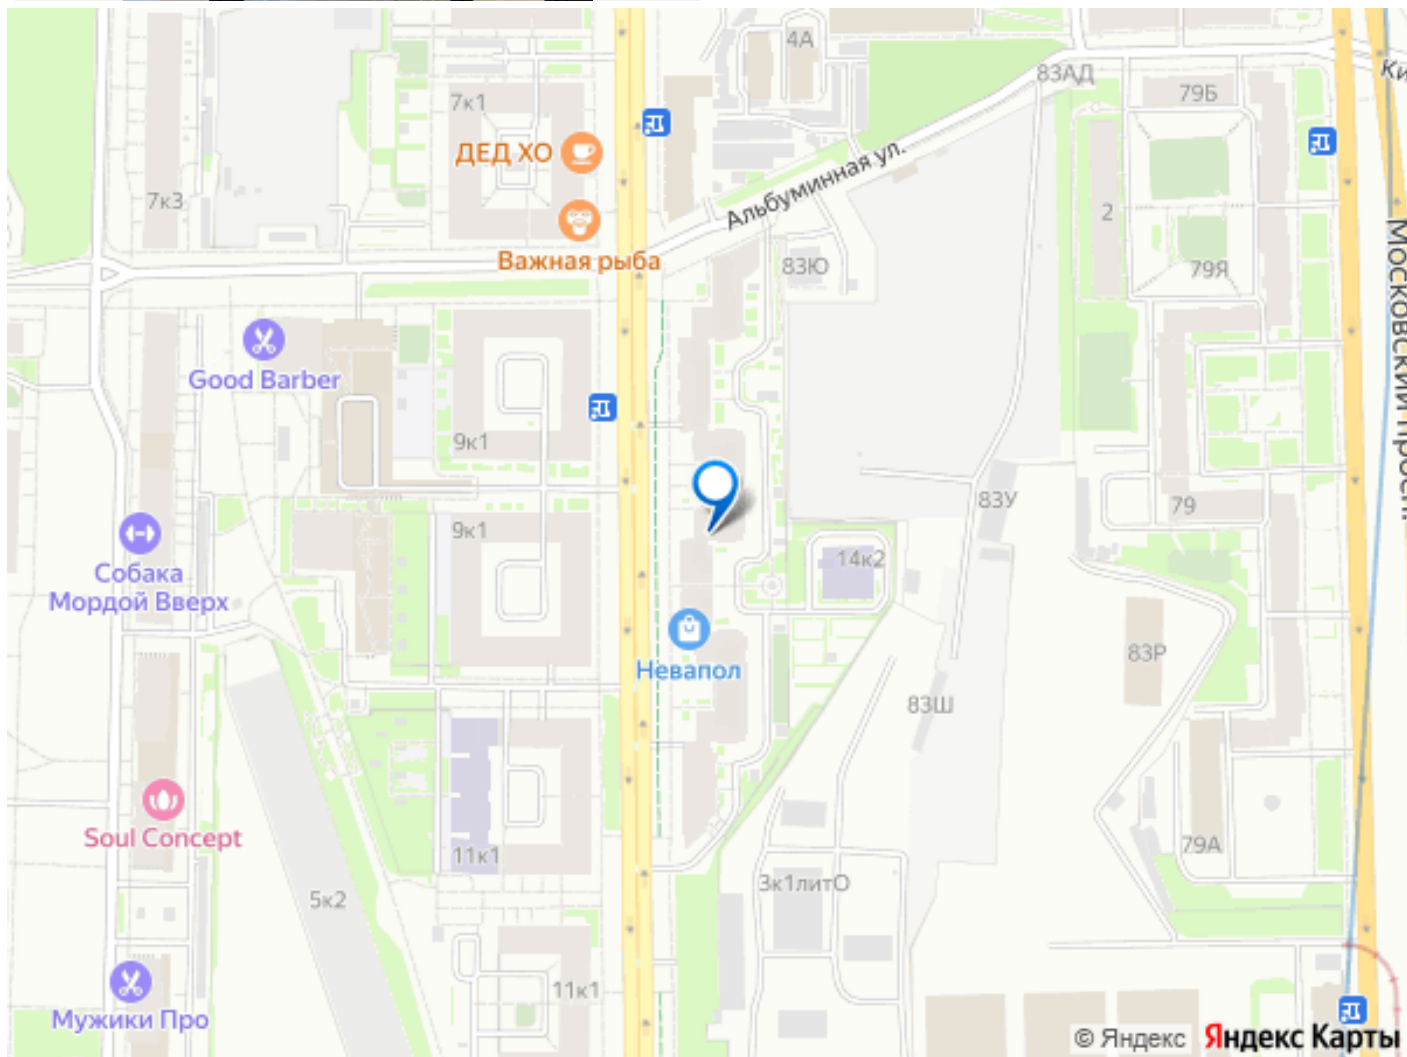 4А
83АД
79Б
Ки
7к1
ДЕД ХО
7к3
Альбуминная ул.
2
Важная рыба
83Ю
79Я
Московский просп.
Good Barber
9к1
83У
79
9к1
14к2
Собака
Мордой Вверх
Невапол
83Р
83Ш
Soul Concept
11к1
79А
3к1литО
5к2
11к1
Мужики Про
© Яндекс Яндекс Карты